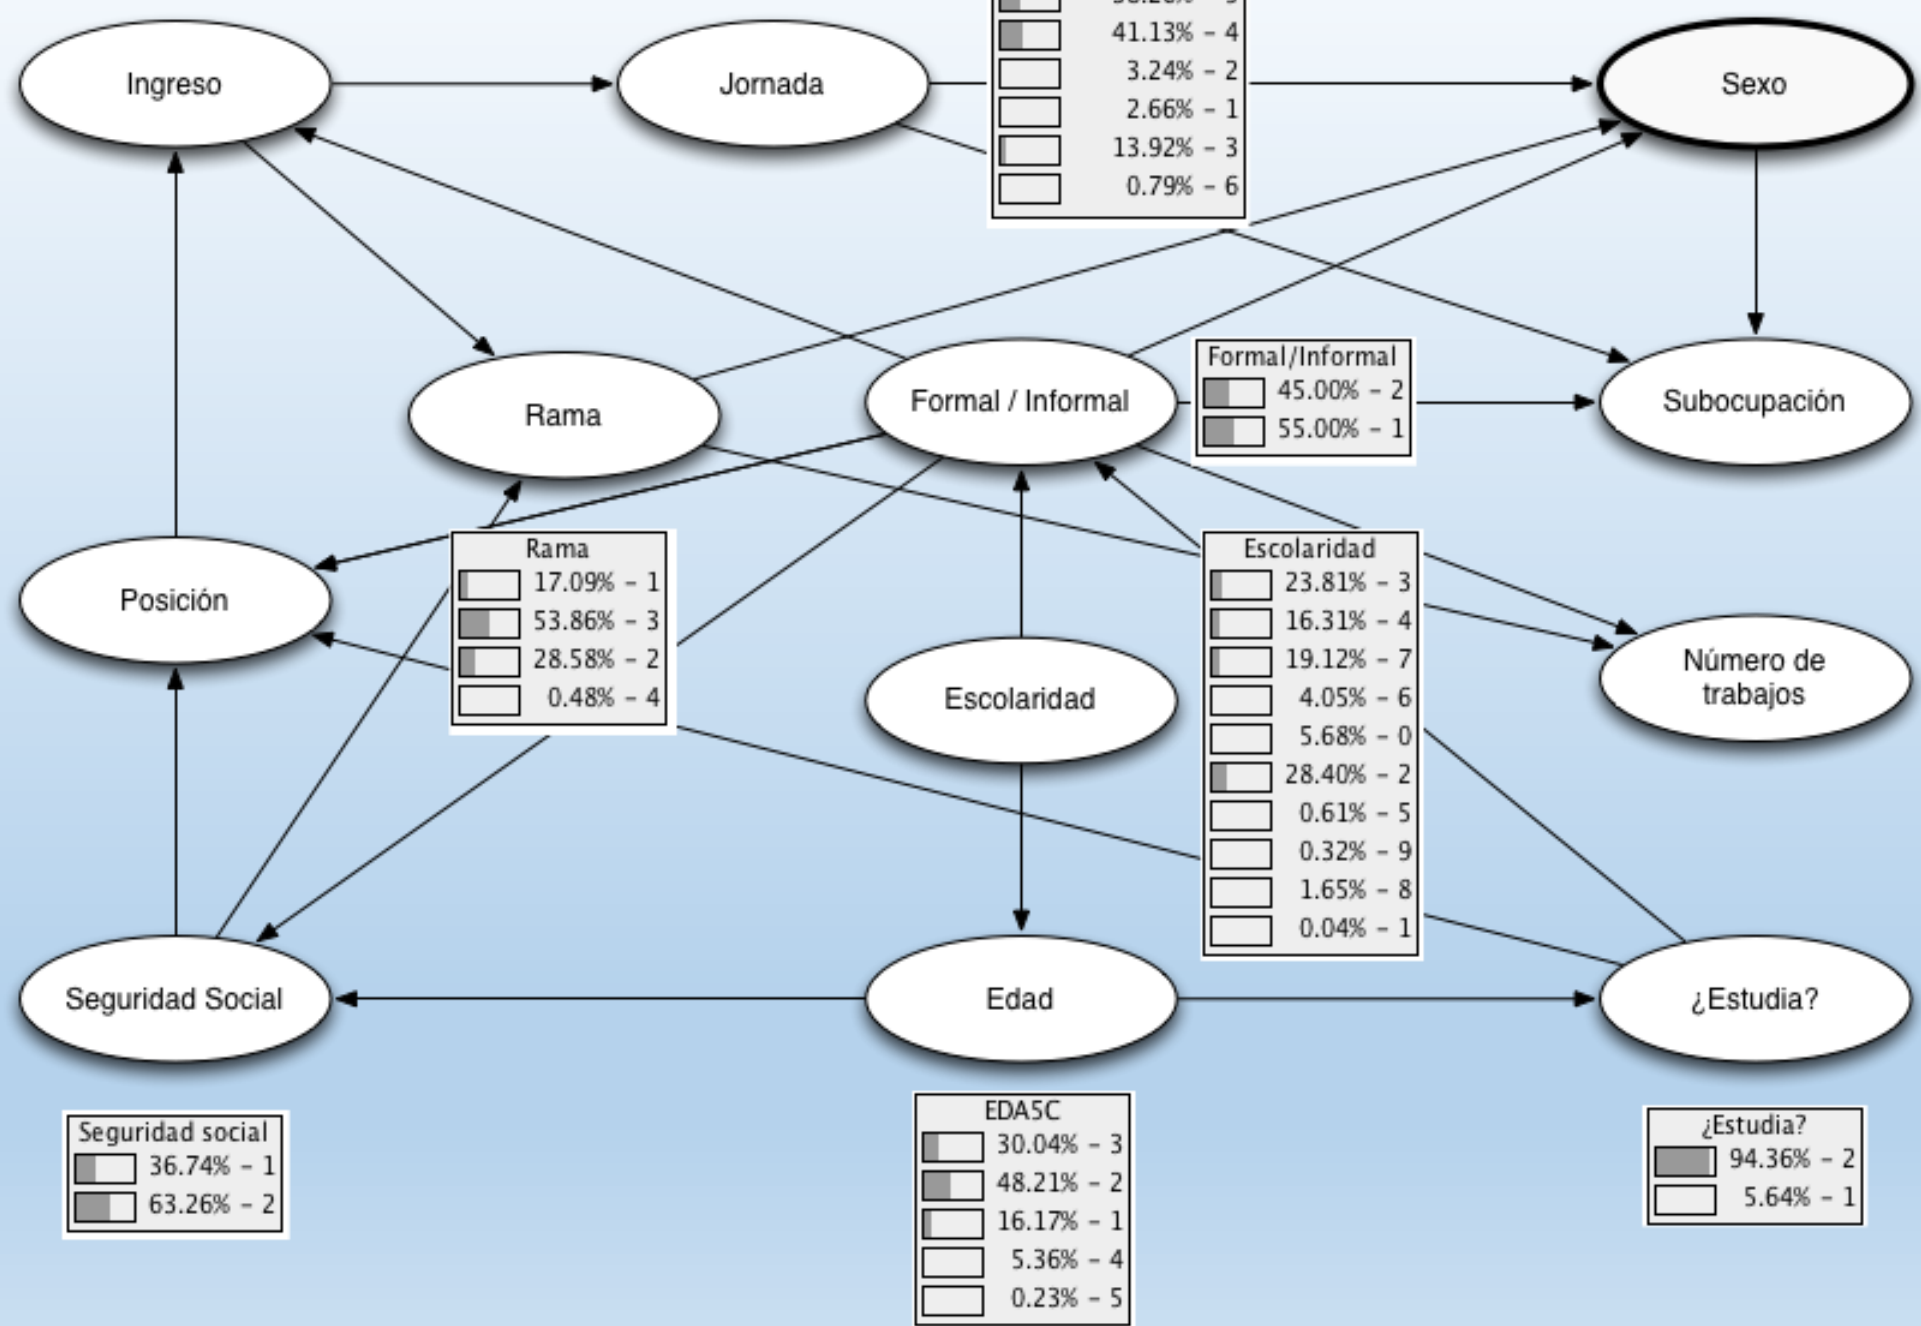 41.13% – 4
3.24% – 2
2.66% – 1
13.92% – 3
0.79% – 6
Ingreso
Jornada
Sexo
Rama
Formal / Informal
Formal/Informal
45.00% – 2
55.00% – 1
Subocupación
Posición
Rama
17.09% – 1
53.86% – 3
28.58% – 2
0.48% – 4
Escolaridad
Escolaridad
23.81% – 3
16.31% – 4
19.12% – 7
4.05% – 6
5.68% – 0
28.40% – 2
0.61% – 5
0.32% – 9
1.65% – 8
0.04% – 1
Número de
trabajos
Seguridad Social
Edad
¿Estudia?
Seguridad social
36.74% – 1
63.26% – 2
EDA5C
30.04% – 3
48.21% – 2
16.17% – 1
5.36% – 4
0.23% – 5
¿Estudia?
94.36% – 2
5.64% – 1